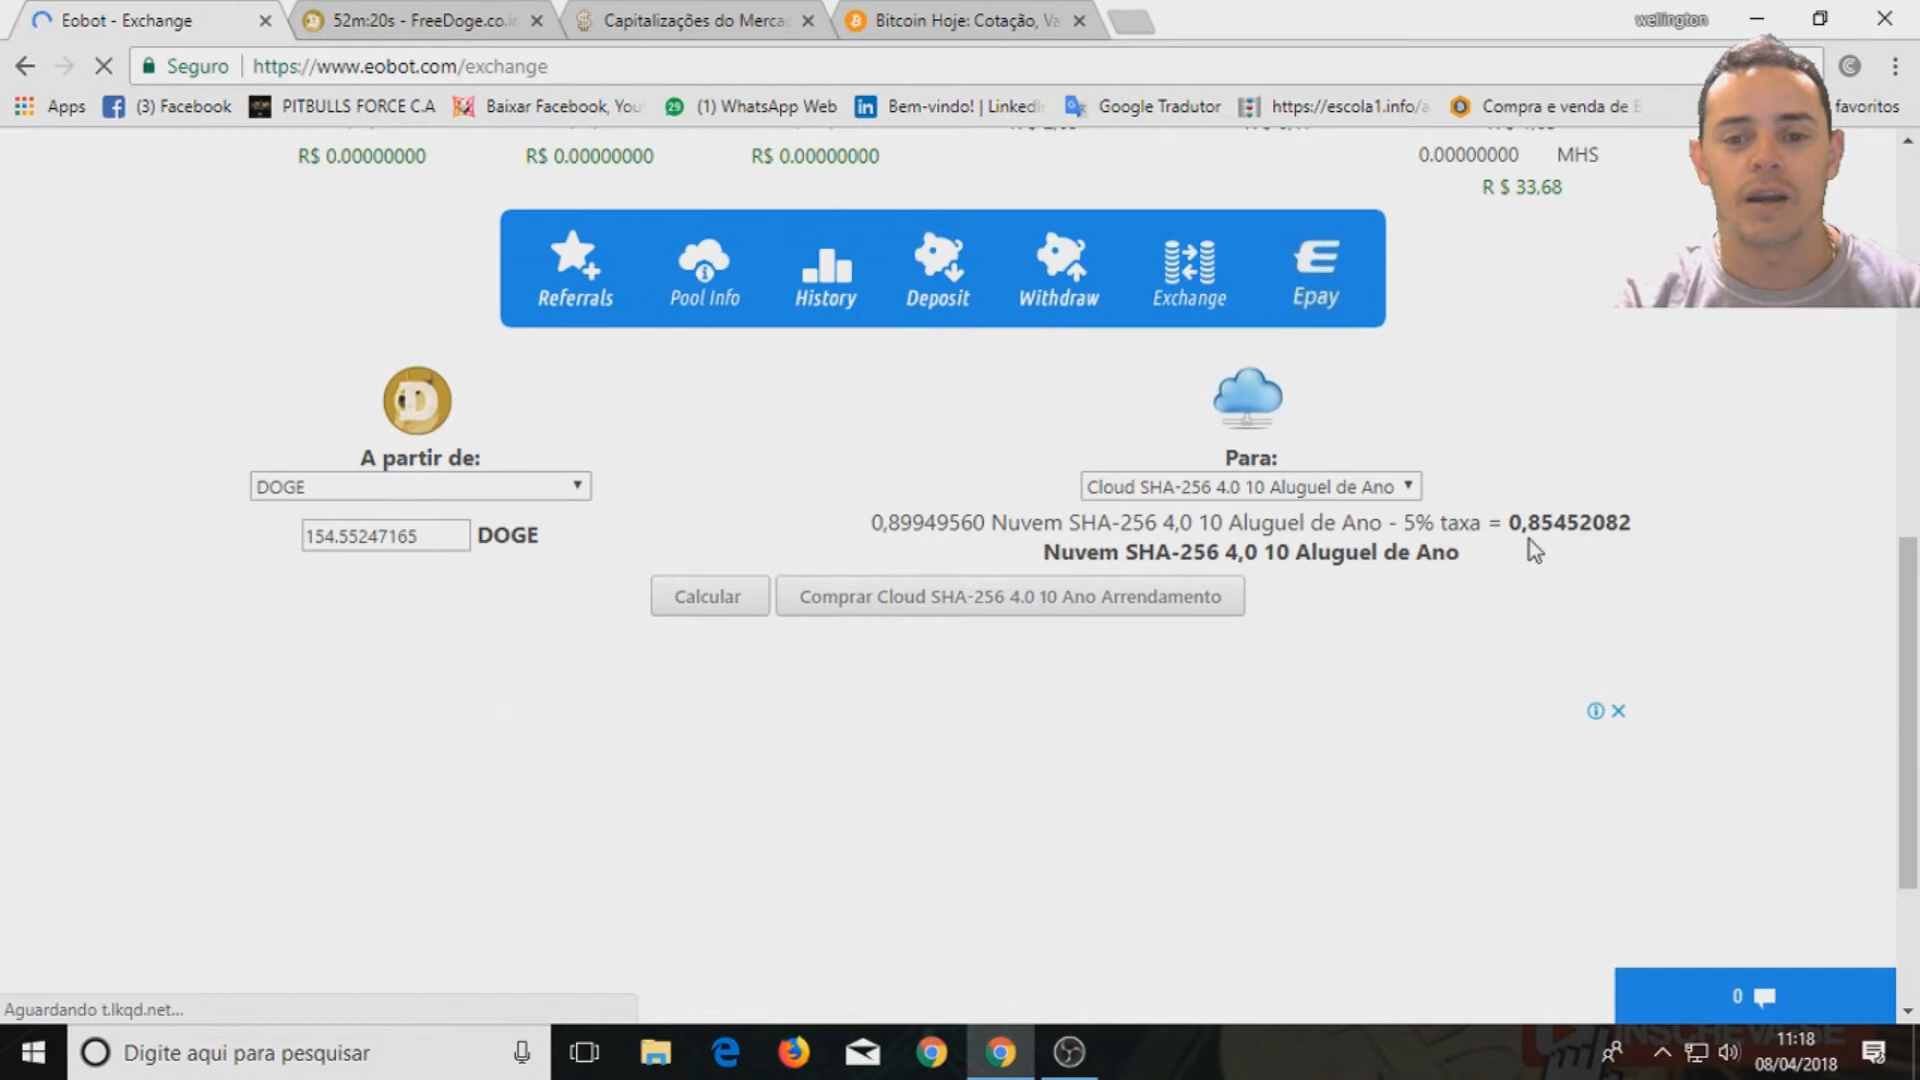 Eobot - Exchange
52m:20s - FreeDoge.co.in
Capitalizações do Merca
Bitcoin Hoje: Cotação, Va
wellington
Seguro
https://www.eobot.com/exchange
Apps
(3) Facebook
PITBULLS FORCE C.A
Baixar Facebook, You
(1) WhatsApp Web
Bem-vindo! | LinkedI
Google Tradutor
https://escola1.info/
Compra e venda de B
favoritos
R$ 0.00000000
R$ 0.00000000
R$ 0.00000000
0.00000000 MHS
R $ 33,68
Referrals
Pool Info
History
Deposit
Withdraw
Exchange
Epay
A partir de:
DOGE
154.55247165
DOGE
Para:
Cloud SHA-256 4.0 10 Aluguel de Ano
0,89949560 Nuvem SHA-256 4,0 10 Aluguel de Ano - 5% taxa = 0,85452082
Nuvem SHA-256 4,0 10 Aluguel de Ano
Calcular
Comprar Cloud SHA-256 4.0 10 Ano Arrendamento
0
Aguardando t.lkqd.net...
Digite aqui para pesquisar
11:18
08/04/2018